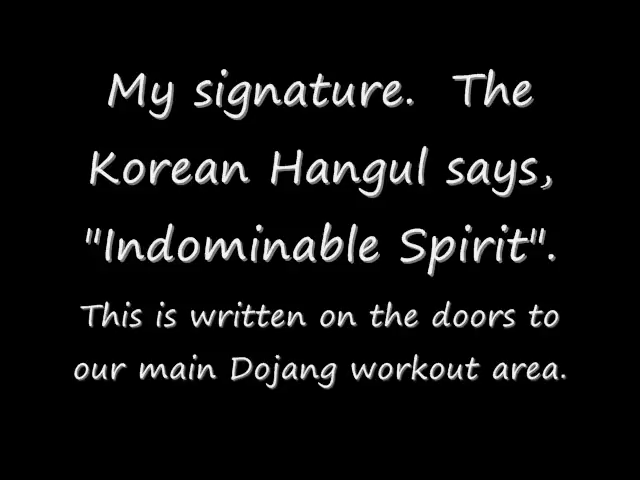 My signature.  The
Korean Hangul says,
"Indominable Spirit".
This is written on the doors to
our main Dojang workout area.